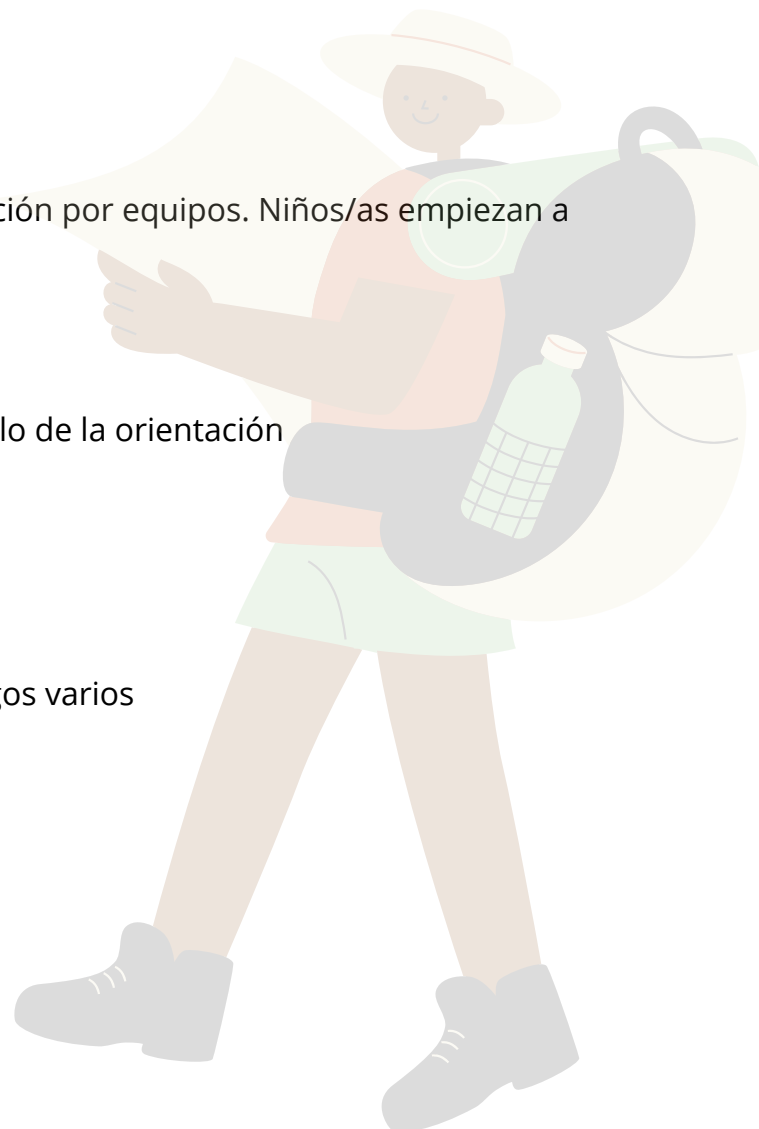 ción por equipos. Niños/as empiezan a
lo de la orientación
gos varios